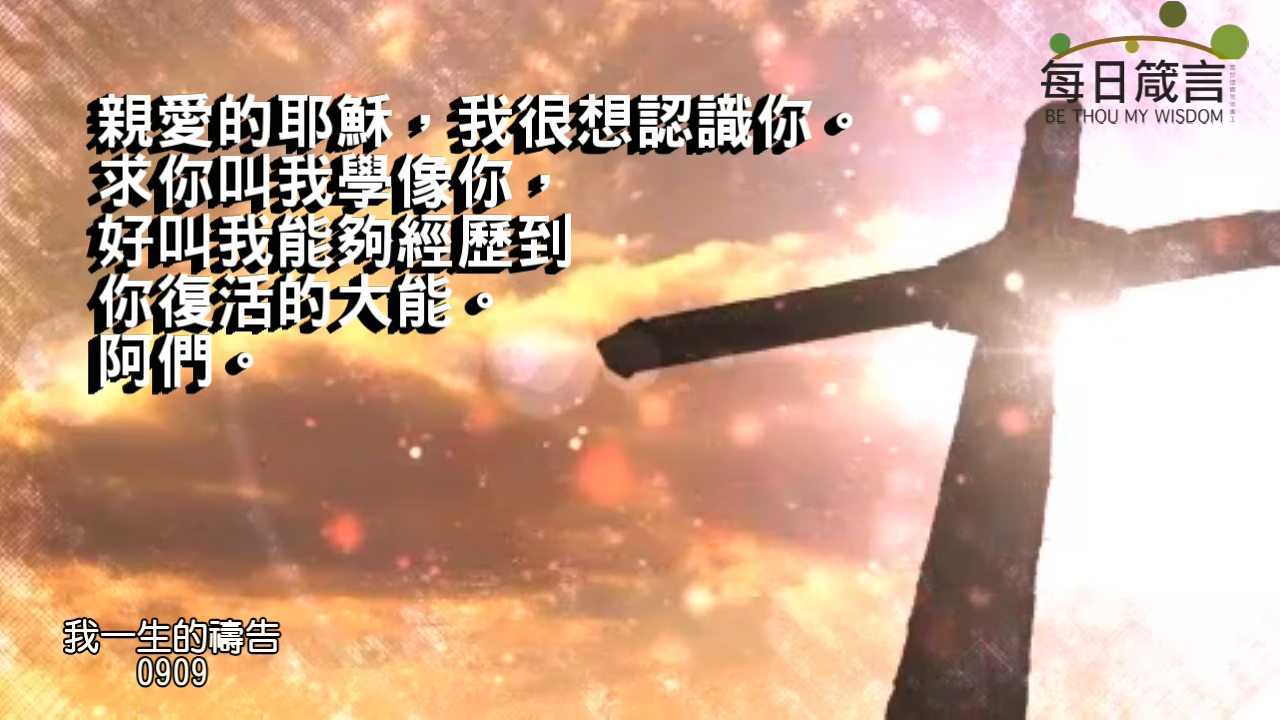 每日箴言
BE THOU MY WISDOM
親愛的耶穌，我很想認識你。
求你叫我學像你，
好叫我能夠經歷到
你復活的大能。
阿們。
我一生的禱告
0909